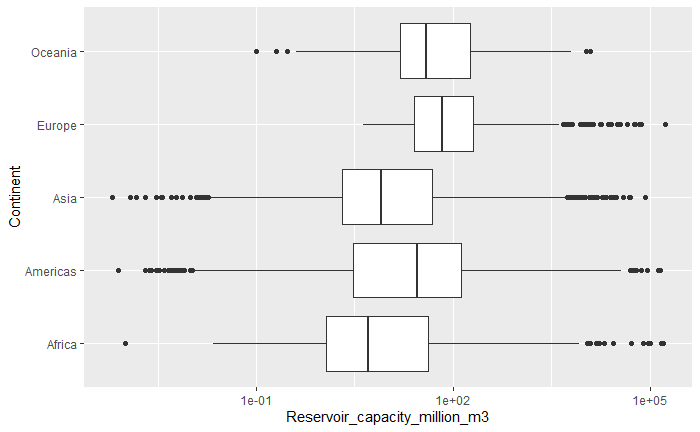 Oceania
Europe
Asia
Americas
Africa
Continent
1e-01 1e+02 1e+05
Reservoir_capacity_million_m3